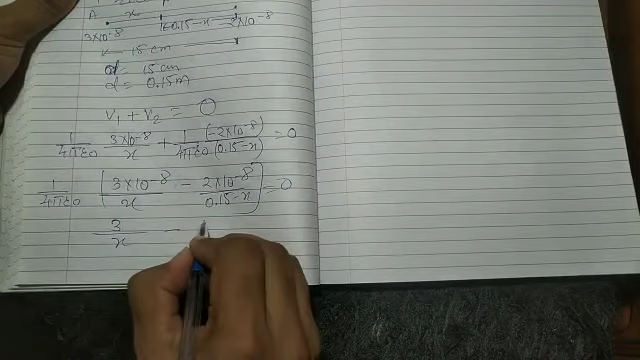 A x
3×10⁻⁸ 0.15-x -2×10⁻⁸
15 cm
d = 15 cm
d = 0.15m
V₁ + V₂ = 0
1/4πε₀ 3×10⁻⁸/x + 1/4πε₀ (-2×10⁻⁸)/(0.15-x) = 0
1/4πε₀ [3×10⁻⁸/x - 2×10⁻⁸/0.15-x] = 0
3/x -